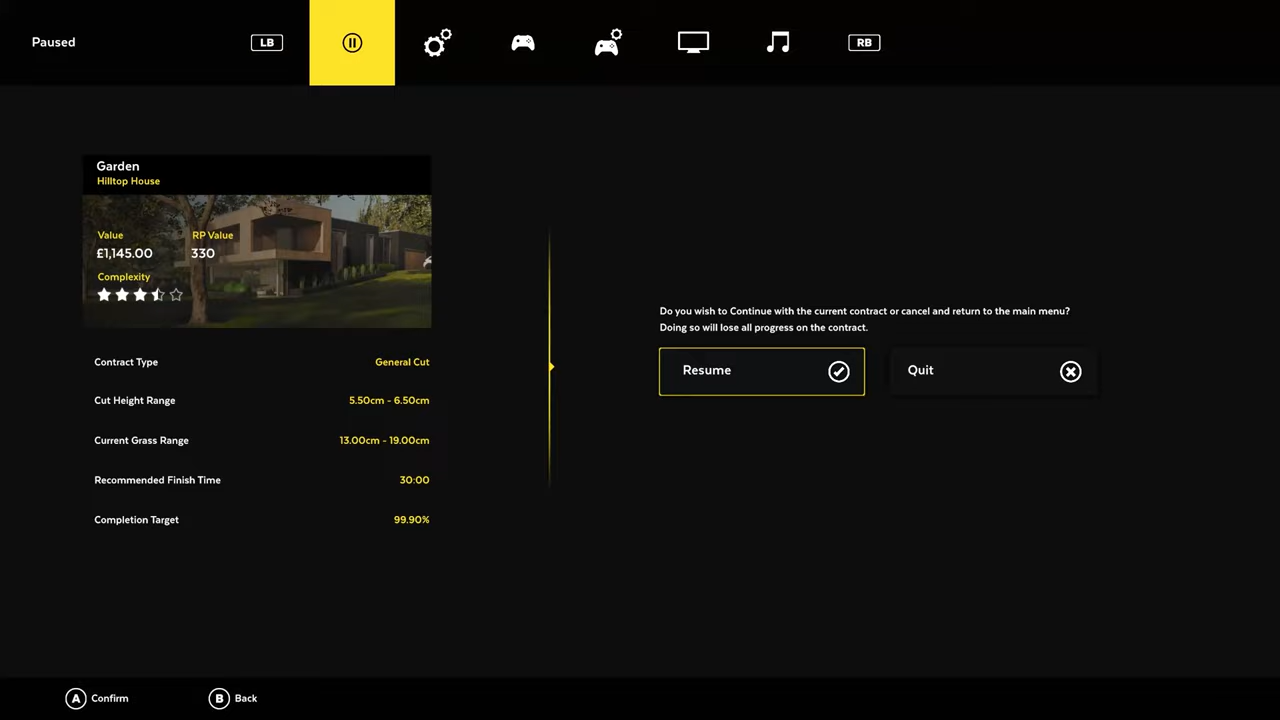 Paused
LB
RB
Garden
Hilltop House
Value RP Value
£1,145.00 330
Complexity
Contract Type General Cut
Cut Height Range 5.50cm - 6.50cm
Current Grass Range 13.00cm - 19.00cm
Recommended Finish Time 30:00
Completion Target 99.90%
Do you wish to Continue with the current contract or cancel and return to the main menu?
Doing so will lose all progress on the contract.
Resume Quit
A Confirm B Back